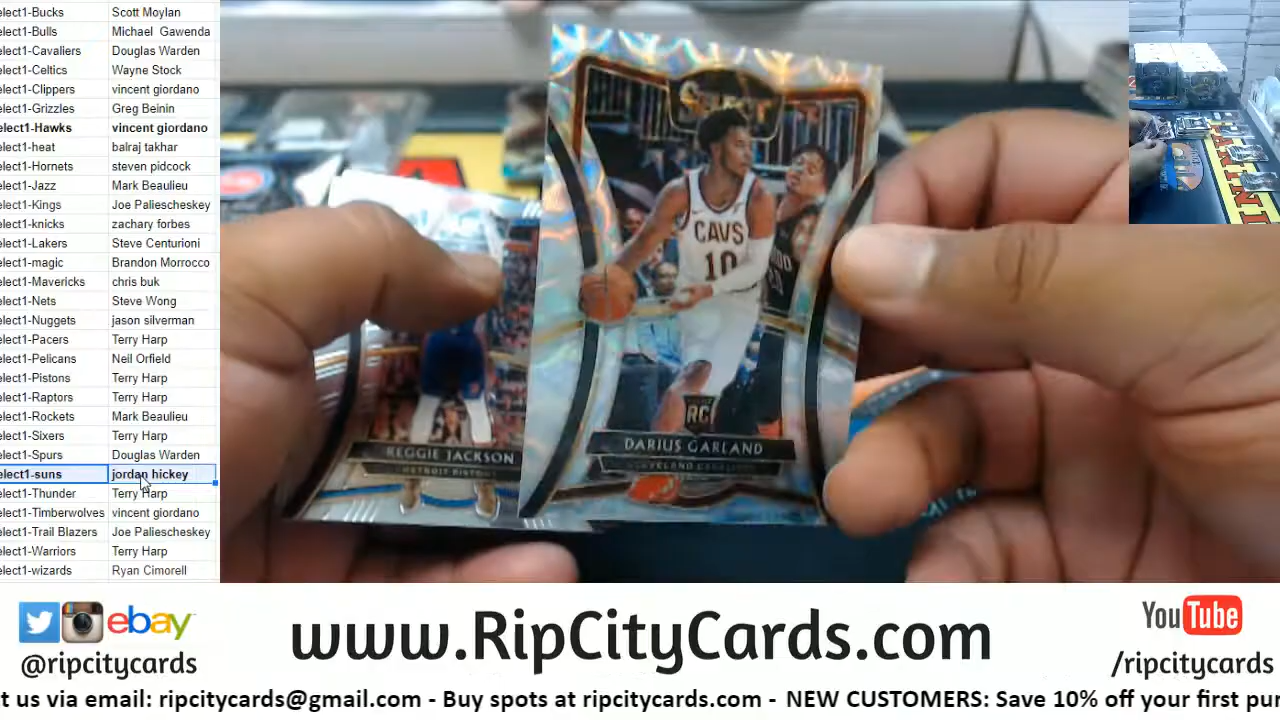 elect1-Bucks Scott Moylan
elect1-Bulls Michael Gawenda
elect1-Cavaliers Douglas Warden
elect1-Celtics Wayne Stock
elect1-Clippers vincent giordano
elect1-Grizzles Greg Beinin
elect1-Hawks vincent giordano
elect1-heat balraj takhar
elect1-Hornets steven pidcock
elect1-Jazz Mark Beaulieu
elect1-Kings Joe Paliescheskey
elect1-knicks zachary forbes
elect1-Lakers Steve Centurioni
elect1-magic Brandon Morrocco
elect1-Mavericks chris buk
elect1-Nets Steve Wong
elect1-Nuggets jason silverman
elect1-Pacers Terry Harp
elect1-Pelicans Neil Orfield
elect1-Pistons Terry Harp
elect1-Raptors Terry Harp
elect1-Rockets Mark Beaulieu
elect1-Sixers Terry Harp
elect1-Spurs Douglas Warden
elect1-suns jordan hickey
elect1-Thunder Terry Harp
elect1-Timberwolves vincent giordano
elect1-Trail Blazers Joe Paliescheskey
elect1-Warriors Terry Harp
elect1-wizards Ryan Cimorell
SELECT
CAVS
10
RC
DARIUS GARLAND
CLEVELAND CAVALIERS
REGGIE JACKSON
DETROIT PISTONS
ebay
@ripcitycards
www.RipCityCards.com
YouTube
/ripcitycards
t us via email: ripcitycards@gmail.com - Buy spots at ripcitycards.com - NEW CUSTOMERS: Save 10% off your first pur